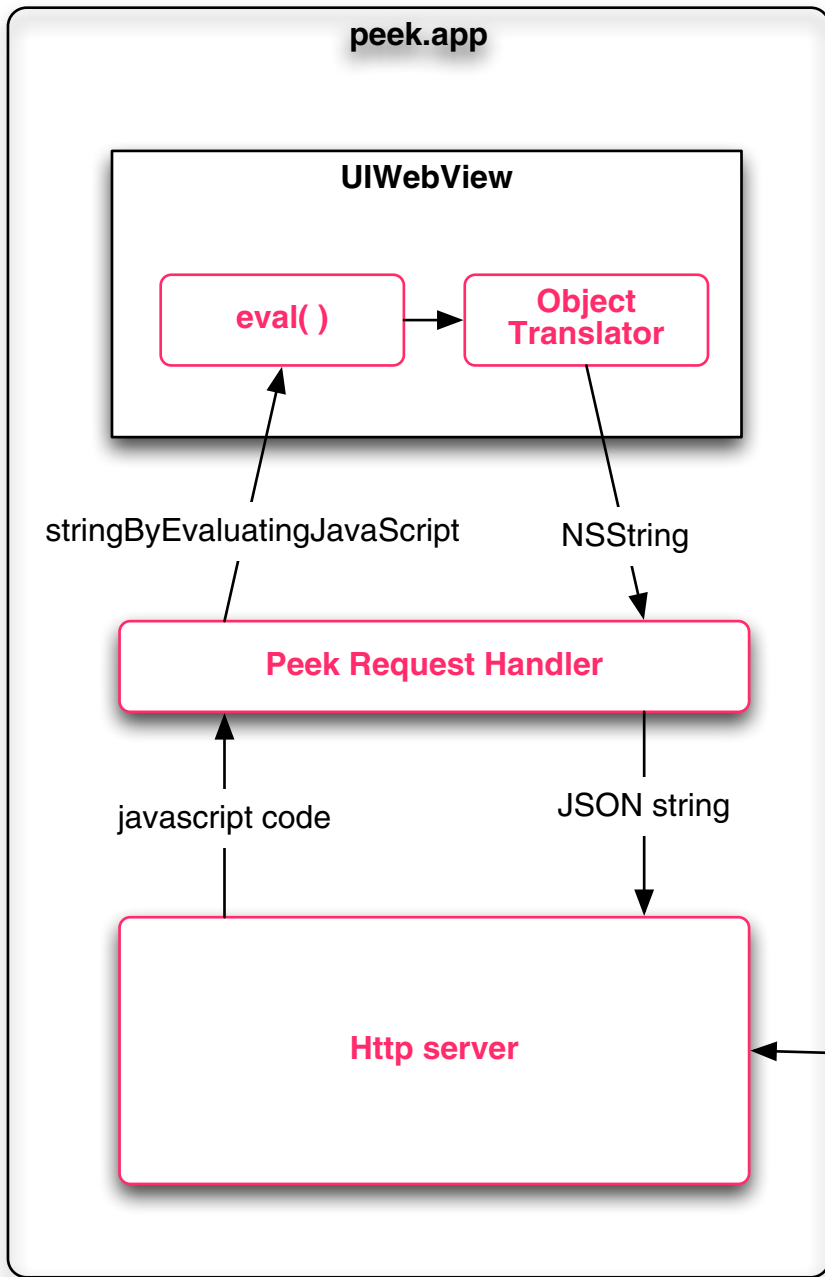 peek.app
UIWebView
eval( )
Object
Translator
stringByEvaluatingJavaScript
NSString
Peek Request Handler
javascript code
JSON string
Http server